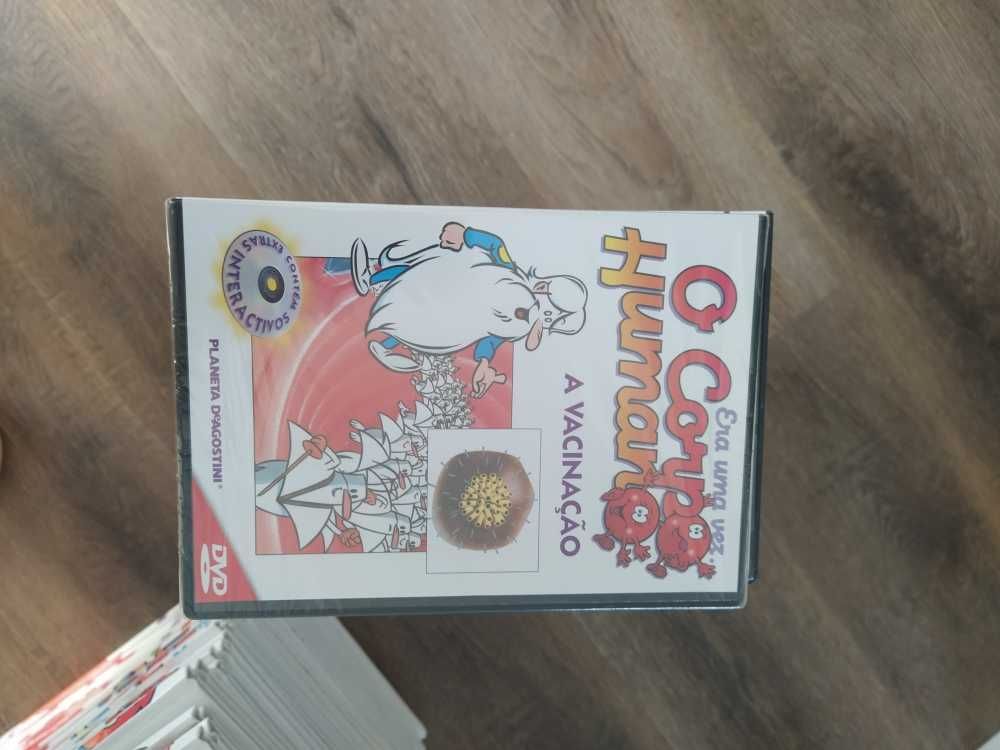 Era uma vez...
O Corpo
Humano
A VACINAÇÃO
CONTÉM EXTRAS INTERACTIVOS
PLANETA DEAGOSTINI®
DVD